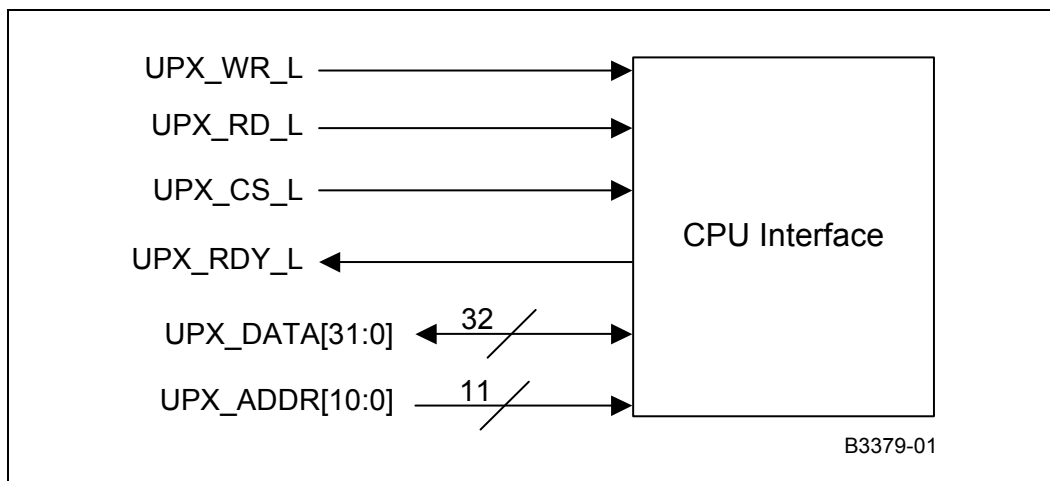 UPX_WR_L
UPX_RD_L
UPX_CS_L
CPU Interface
UPX_RDY_L
UPX_DATA[31:0]
32
UPX_ADDR[10:0]
11
B3379-01